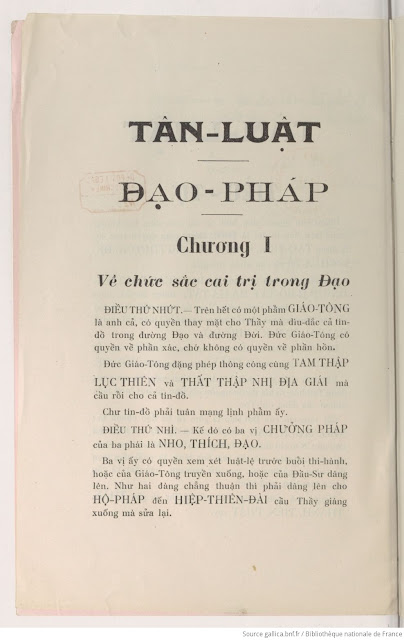 TÂN-LUẬT
ĐẠO-PHÁP
Chương I
Về chức sắc cai trị trong Đạo
ĐIỀU THỨ NHỨT.— Trên hết có một phẩm GIÁO-TÔNG
là anh cả, có quyền thay mặt cho Thầy mà dìu-dắc cả tín-
đồ trong đường Đạo và đường Đời. Đức Giáo-Tông có
quyền về phần xác, chớ không có quyền về phần hồn.
Đức Giáo-Tông đặng phép thông công cùng TAM THẬP
LỤC THIÊN và THẤT THẬP NHỊ ĐỊA GIÁI mà
cầu rỗi cho cả tín-đồ.
Chư tín-đồ phải tuân mạng lịnh phẩm ấy.
ĐIỀU THỨ NHÌ. — Kế đó có ba vị CHƯỞNG PHÁP
của ba phái là NHO, THÍCH, ĐẠO.
Ba vị ấy có quyền xem xét luật-lệ trước buổi thi-hành,
hoặc của Giáo-Tông truyền xuống, hoặc của Đầu-Sư dâng
lên. Như hai đàng chẳng thuận thì phải dâng lên cho
HỘ-PHÁP đến HIỆP-THIÊN-ĐÀI cầu Thầy giáng
xuống mà sửa lại.
Source gallica.bnf.fr / Bibliothèque nationale de France